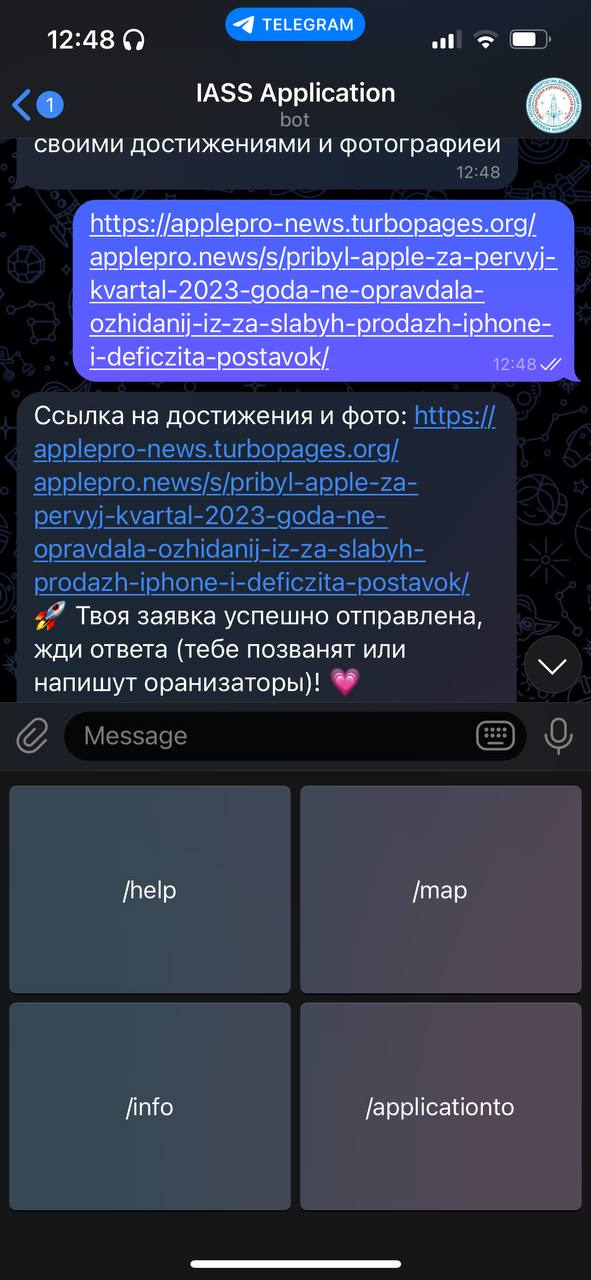 12:48
TELEGRAM
1
IASS Application
bot
своими достижениями и фотографией
12:48
https://applepro-news.turbopages.org/
applepro.news/s/pribyl-apple-za-pervyj-
kvartal-2023-goda-ne-opravdala-
ozhidanij-iz-za-slabyh-prodazh-iphone-
i-deficzita-postavok/
12:48
Ссылка на достижения и фото: https://
applepro-news.turbopages.org/
applepro.news/s/pribyl-apple-za-
pervyj-kvartal-2023-goda-ne-
opravdala-ozhidanij-iz-za-slabyh-
prodazh-iphone-i-deficzita-postavok/
🚀 Твоя заявка успешно отправлена,
жди ответа (тебе позванят или
напишут оранизаторы)! 💗
Message
/help
/map
/info
/applicationto